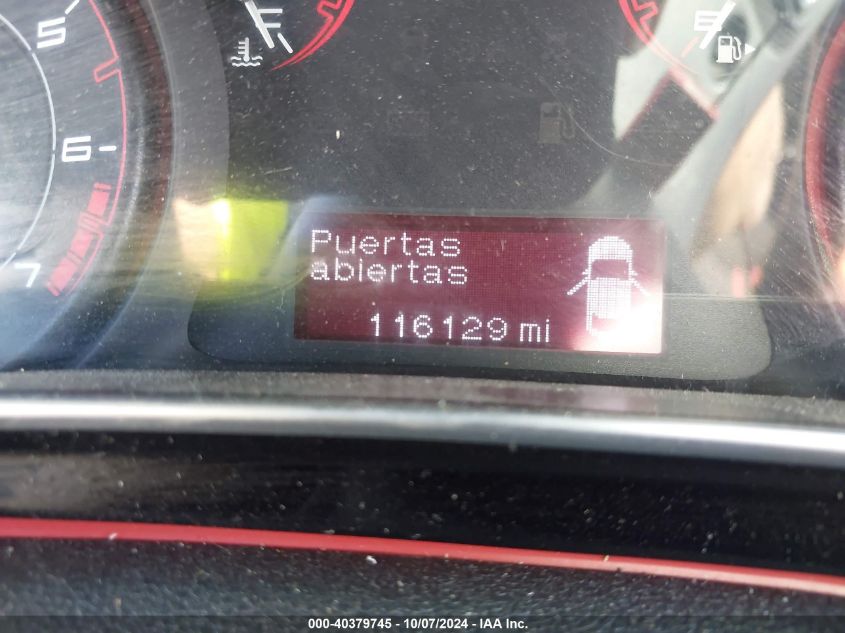 5
6
7
Puertas
abiertas
116129 mi
000-40379745 - 10/07/2024 - IAA Inc.